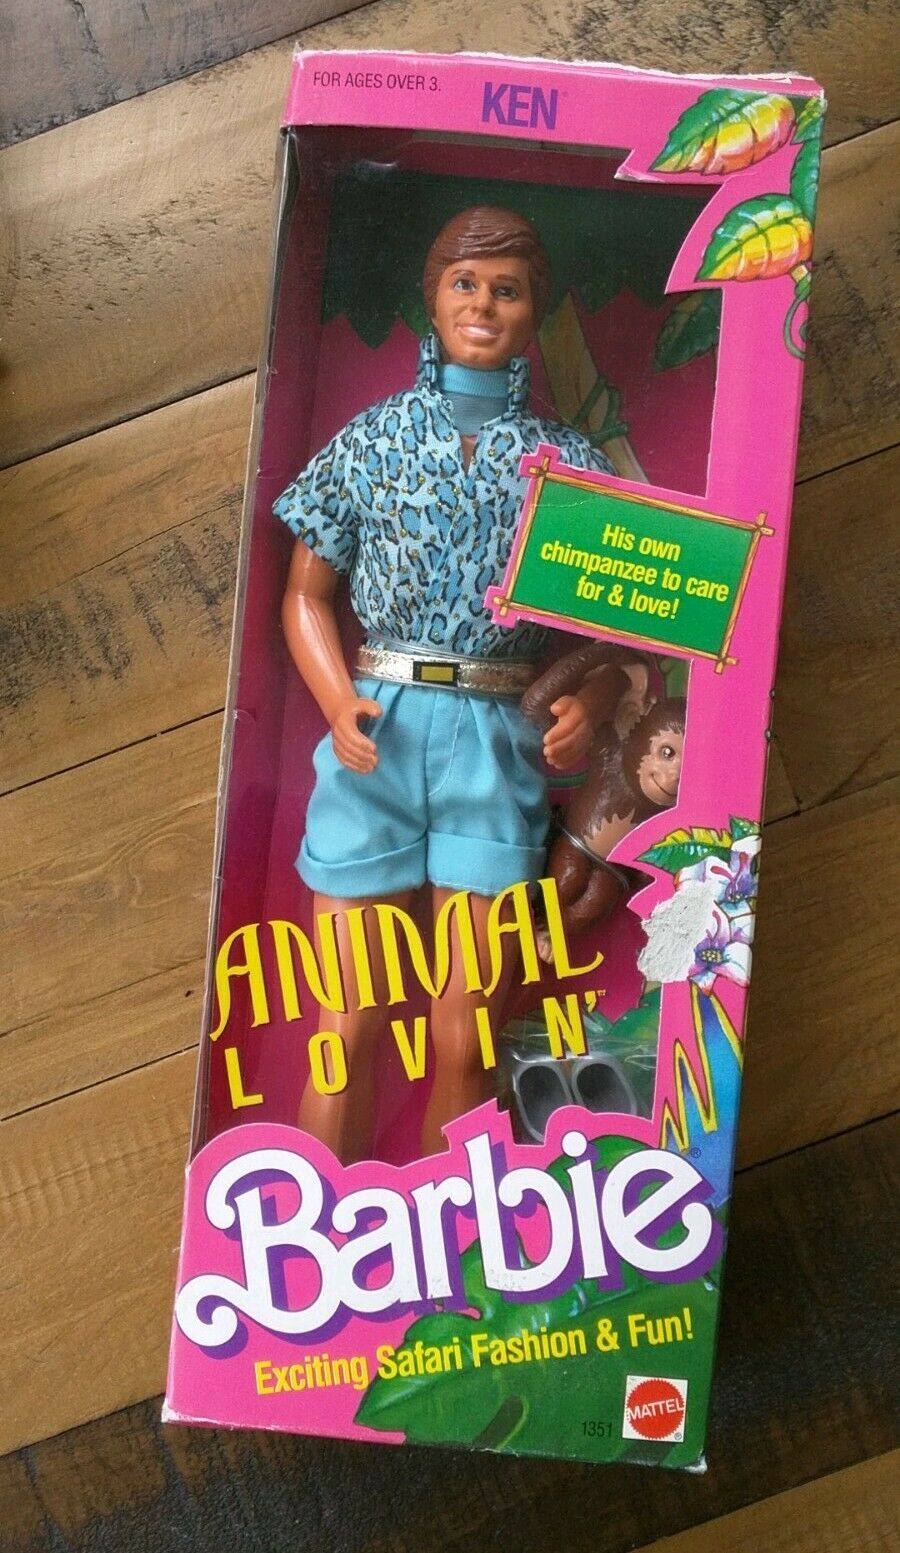 FOR AGES OVER 3.
KEN
His own
chimpanzee to care
for & love!
ANIMAL
LOVIN'™
Barbie®
Exciting Safari Fashion & Fun!
1351
MATTEL®